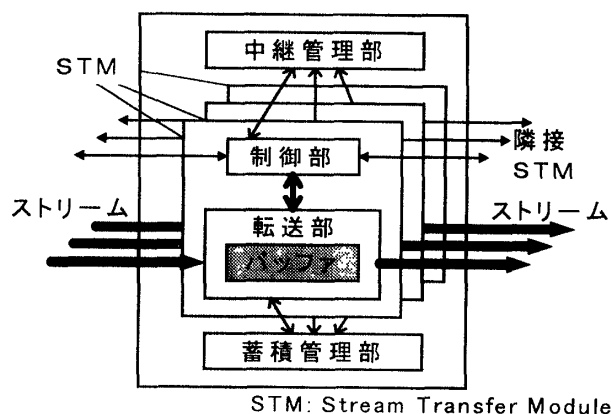 中継管理部
STM
隣接
STM
制御部
ストリーム
ストリーム
転送部
バッファ
蓄積管理部
STM: Stream Transfer Module